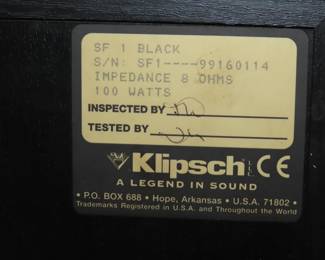 SF 1 BLACK
S/N: SF1----99160114
IMPEDANCE 8 OHMS
100 WATTS
INSPECTED BY
TESTED BY
Klipsch CE
A LEGEND IN SOUND
• P.O. BOX 688 • Hope, Arkansas • U.S.A. 71802 •
Trademarks Registered in U.S.A. and Throughout the World